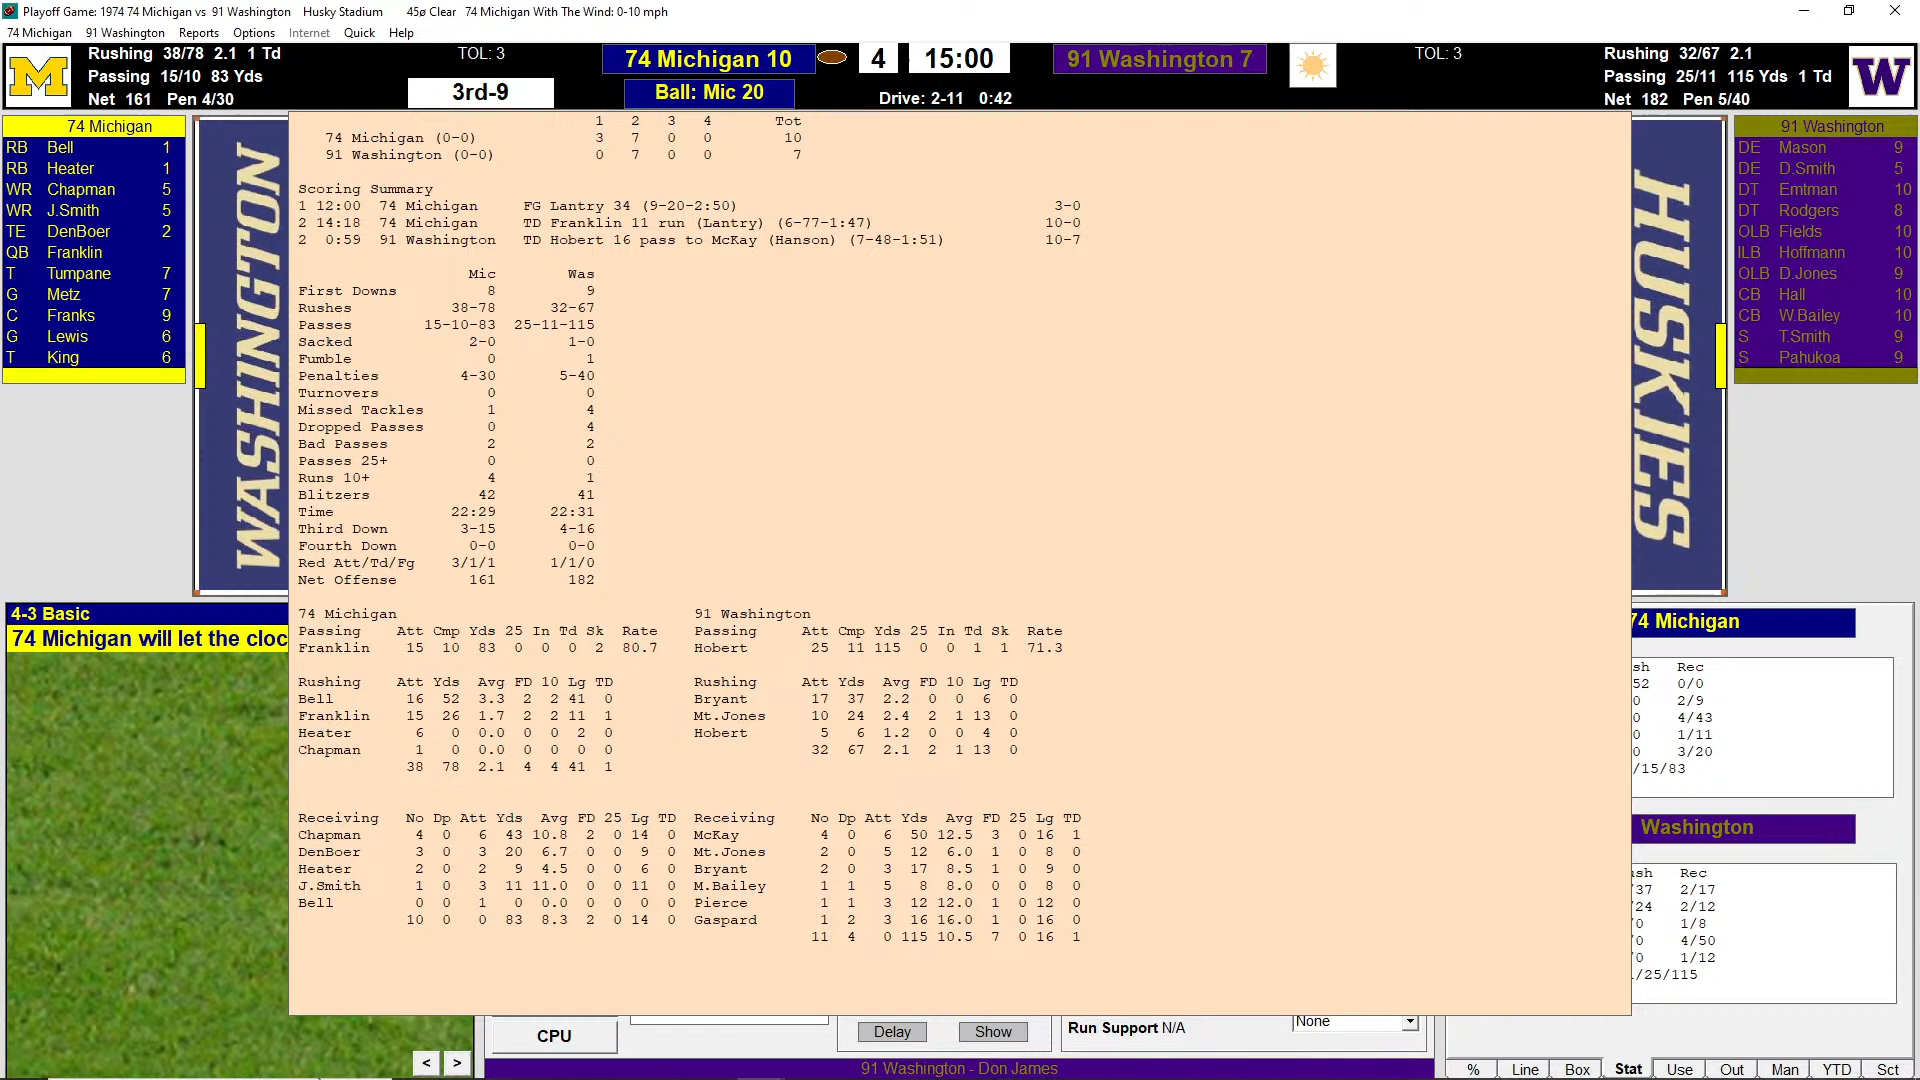 Playoff Game: 1974 74 Michigan vs 91 Washington Husky Stadium 45ø Clear 74 Michigan With The Wind: 0-10 mph
74 Michigan 91 Washington Reports Options Internet Quick Help
Rushing 38/78 2.1 1 Td
Passing 15/10 83 Yds
Net 161 Pen 4/30
TOL: 3
3rd-9
74 Michigan 10
Ball: Mic 20
4
15:00
Drive: 2-11 0:42
91 Washington 7
TOL: 3
Rushing 32/67 2.1
Passing 25/11 115 Yds 1 Td
Net 182 Pen 5/40
W
M
74 Michigan
RB Bell 1
RB Heater 1
WR Chapman 5
WR J.Smith 5
TE DenBoer 2
QB Franklin
T Tumpane 7
G Metz 7
C Franks 9
G Lewis 6
T King 6
WASHINGTON
1 2 3 4 Tot
74 Michigan (0-0) 3 7 0 0 10
91 Washington (0-0) 0 7 0 0 7
Scoring Summary
1 12:00 74 Michigan FG Lantry 34 (9-20-2:50) 3-0
2 14:18 74 Michigan TD Franklin 11 run (Lantry) (6-77-1:47) 10-0
2 0:59 91 Washington TD Hobert 16 pass to McKay (Hanson) (7-48-1:51) 10-7
Mic Was
First Downs 8 9
Rushes 38-78 32-67
Passes 15-10-83 25-11-115
Sacked 2-0 1-0
Fumble 0 1
Penalties 4-30 5-40
Turnovers 0 0
Missed Tackles 1 4
Dropped Passes 0 4
Bad Passes 2 2
Passes 25+ 0 0
Runs 10+ 4 1
Blitzers 42 41
Time 22:29 22:31
Third Down 3-15 4-16
Fourth Down 0-0 0-0
Red Att/Td/Fg 3/1/1 1/1/0
Net Offense 161 182
74 Michigan 91 Washington
Passing Att Cmp Yds 25 In Td Sk Rate Passing Att Cmp Yds 25 In Td Sk Rate
Franklin 15 10 83 0 0 0 2 80.7 Hobert 25 11 115 0 0 1 1 71.3
Rushing Att Yds Avg FD 10 Lg TD Rushing Att Yds Avg FD 10 Lg TD
Bell 16 52 3.3 2 2 41 0 Bryant 17 37 2.2 0 0 6 0
Franklin 15 26 1.7 2 2 11 1 Mt.Jones 10 24 2.4 2 1 13 0
Heater 6 0 0.0 0 0 2 0 Hobert 5 6 1.2 0 0 4 0
Chapman 1 0 0.0 0 0 0 0 32 67 2.1 2 1 13 0
38 78 2.1 4 4 41 1
Receiving No Dp Att Yds Avg FD 25 Lg TD Receiving No Dp Att Yds Avg FD 25 Lg TD
Chapman 4 0 6 43 10.8 2 0 14 0 McKay 4 0 6 50 12.5 3 0 16 1
DenBoer 3 0 3 20 6.7 0 0 9 0 Mt.Jones 2 0 5 12 6.0 1 0 8 0
Heater 2 0 2 9 4.5 0 0 6 0 Bryant 2 0 3 17 8.5 1 0 9 0
J.Smith 1 0 3 11 11.0 0 0 11 0 M.Bailey 1 1 5 8 8.0 0 0 8 0
Bell 0 0 1 0 0.0 0 0 0 0 Pierce 1 1 3 12 12.0 1 0 12 0
10 0 0 83 8.3 2 0 14 0 Gaspard 1 2 3 16 16.0 1 0 16 0
11 4 0 115 10.5 7 0 16 1
HUSKIES
91 Washington
DE Mason 9
DE D.Smith 5
DT Emtman 10
DT Rodgers 8
OLB Fields 10
ILB Hoffmann 10
OLB D.Jones 9
CB Hall 10
CB W.Bailey 10
S T.Smith 9
S Pahukoa 9
4-3 Basic
74 Michigan will let the cloc
< >
CPU
Delay Show
Run Support N/A
None
91 Washington - Don James
74 Michigan
sh Rec
52 0/0
0 2/9
0 4/43
0 1/11
0 3/20
/15/83
Washington
ush Rec
/37 2/17
/24 2/12
/0 1/8
/0 4/50
/0 1/12
1/25/115
% Line Box Stat Use Out Man YTD Sct